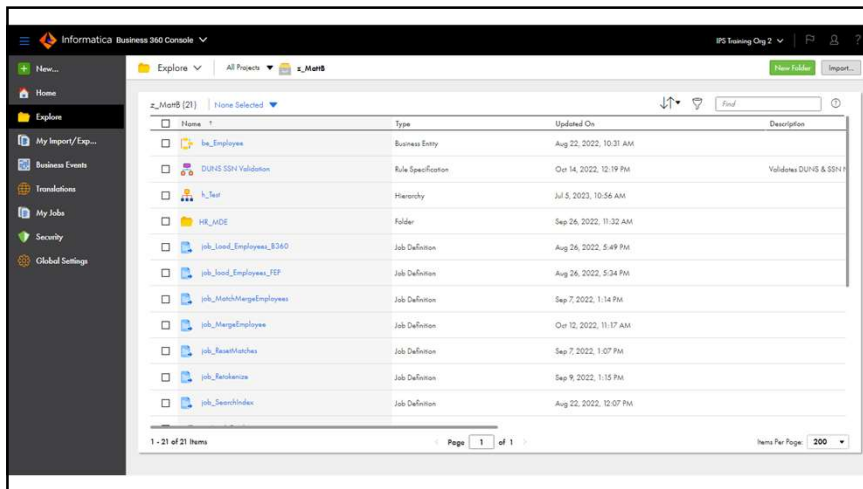 Informatica Business 360 Console
IPS Training Org 2
?
New...
Home
Explore
My Import/Exp...
Business Events
Translations
My Jobs
Security
Global Settings
Explore All Projects z_MattB New Folder Import...
z_MattB (21) None Selected Find
Name ↑ Type Updated On Description
be_Employee Business Entity Aug 22, 2022, 10:31 AM
DUNS SSN Validation Rule Specification Oct 14, 2022, 12:19 PM Validates DUNS & SSN
h_Test Hierarchy Jul 5, 2023, 10:56 AM
HR_MDE Folder Sep 26, 2022, 11:32 AM
job_Load_Employees_B360 Job Definition Aug 26, 2022, 5:49 PM
job_load_Employees_FEP Job Definition Aug 26, 2022, 5:34 PM
job_MatchMergeEmployees Job Definition Sep 7, 2022, 1:14 PM
job_MergeEmployee Job Definition Oct 12, 2022, 11:17 AM
job_ResetMatches Job Definition Sep 7, 2022, 1:07 PM
job_Retokenize Job Definition Sep 9, 2022, 1:15 PM
job_SearchIndex Job Definition Aug 22, 2022, 12:07 PM
1 - 21 of 21 Items Page 1 of 1 Items Per Page: 200